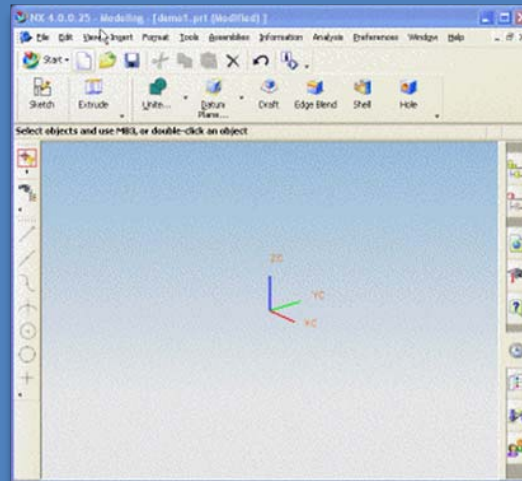 NX 4.0.0.25 - Modeling - [demo1.prt (Modified) ]
File Edit View Insert Format Tools Assemblies Information Analysis Preferences Window Help
Start
Sketch Extrude Unite... Datum Plane... Draft Edge Blend Shell Hole
Select objects and use MB3, or double-click an object
ZC
YC
XC